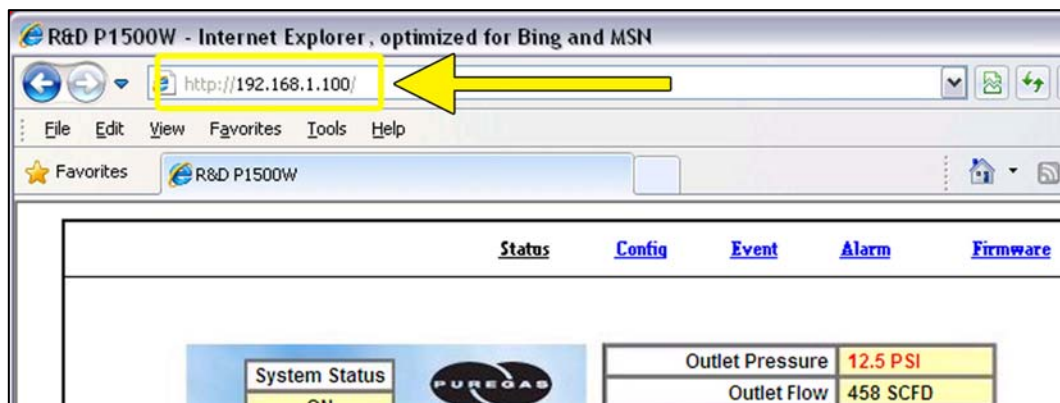 R&D P1500W - Internet Explorer, optimized for Bing and MSN
http://192.168.1.100/
File Edit View Favorites Tools Help
Favorites R&D P1500W
Status Config Event Alarm Firmware
System Status
ON
PUREGAS
Outlet Pressure 12.5 PSI
Outlet Flow 458 SCFD